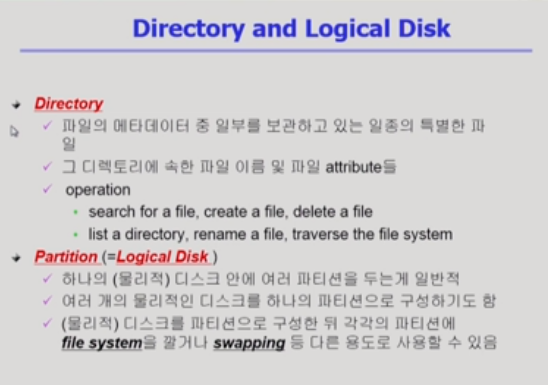 Directory and Logical Disk
Directory
파일의 메타데이터 중 일부를 보관하고 있는 일종의 특별한 파
일
그 디렉토리에 속한 파일 이름 및 파일 attribute들
operation
search for a file, create a file, delete a file
list a directory, rename a file, traverse the file system
Partition (=Logical Disk )
하나의 (물리적) 디스크 안에 여러 파티션을 두는게 일반적
여러 개의 물리적인 디스크를 하나의 파티션으로 구성하기도 함
(물리적) 디스크를 파티션으로 구성한 뒤 각각의 파티션에
file system을 깔거나 swapping 등 다른 용도로 사용할 수 있음